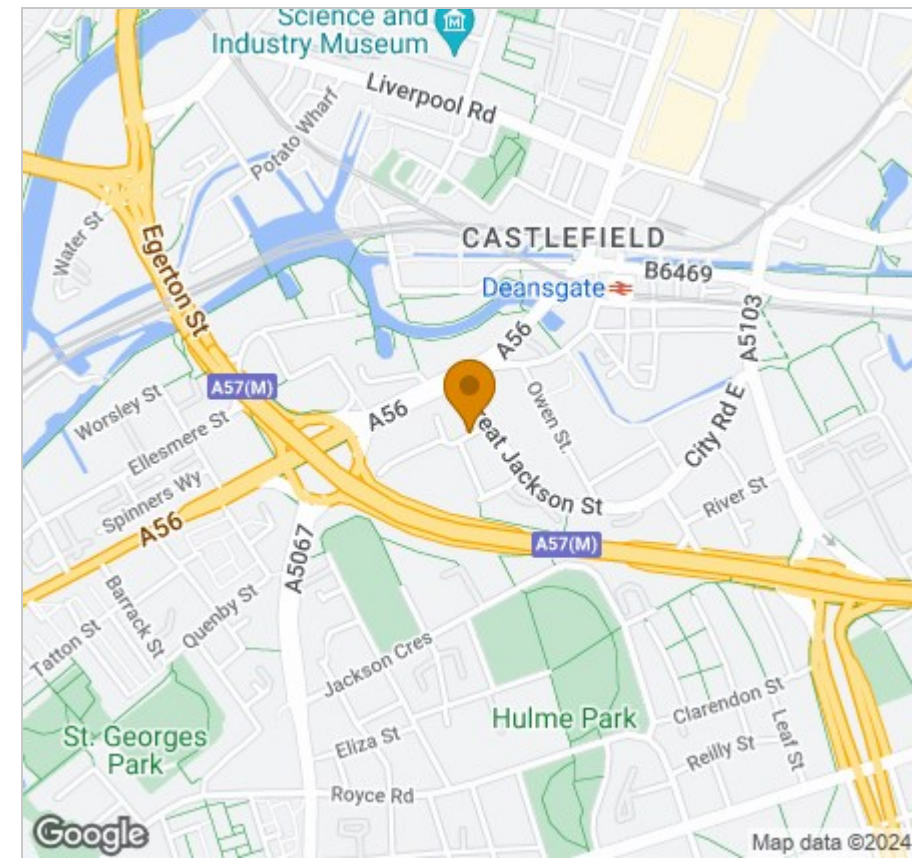 Science and
Industry Museum
Liverpool Rd
Potato Wharf
Water St
Egerton St
CASTLEFIELD
B6469
Deansgate
A5103
A56
A57(M)
Worsley St
Ellesmere St
A56
Owen St.
City Rd E
eat Jackson St
Spinners Wy
River St
A56
A57(M)
A5067
Barrack St
Quenby St
Tatton St
Jackson Cres
Clarendon St
Hulme Park
Leaf St
St. Georges
Park
Eliza St
Reilly St
Royce Rd
Google
Map data ©2024